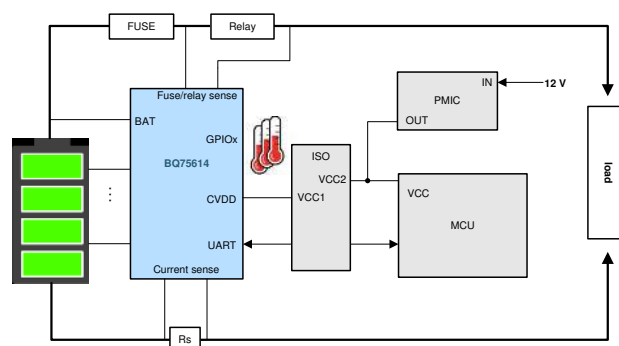 FUSE
Relay
Fuse/relay sense
BAT
GPIOx
BQ75614
CVDD
UART
Current sense
Rs
ISO
VCC2
VCC1
IN
12 V
PMIC
OUT
VCC
MCU
load